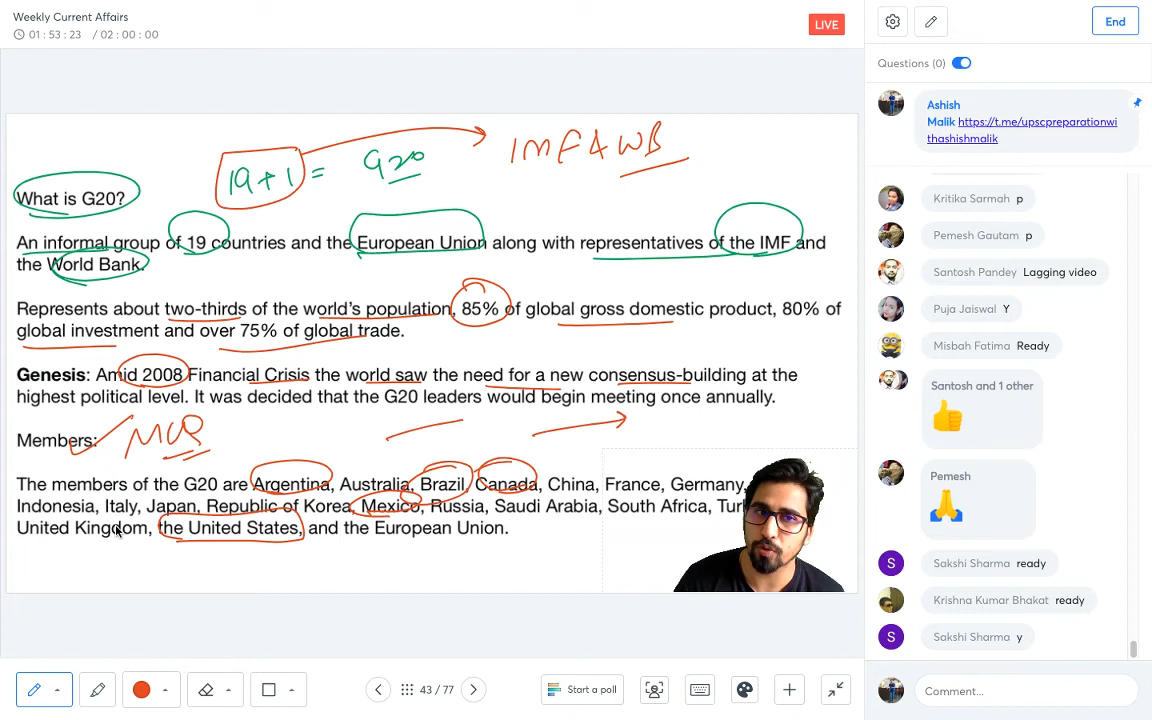 Weekly Current Affairs
01 : 53 : 23 / 02 : 00 : 00
LIVE
End
Questions (0)
19+1 = G20
IMF & WB
What is G20?
An informal group of 19 countries and the European Union along with representatives of the IMF and
the World Bank.
Represents about two-thirds of the world's population, 85% of global gross domestic product, 80% of
global investment and over 75% of global trade.
Genesis: Amid 2008 Financial Crisis the world saw the need for a new consensus-building at the
highest political level. It was decided that the G20 leaders would begin meeting once annually.
Members:
MCQ
The members of the G20 are Argentina, Australia, Brazil, Canada, China, France, Germany,
Indonesia, Italy, Japan, Republic of Korea, Mexico, Russia, Saudi Arabia, South Africa,
United Kingdom, the United States, and the European Union.
Ashish
Malik https://t.me/upscpreparationwi
thashishmalik
Kritika Sarmah p
Pemesh Gautam p
Santosh Pandey Lagging video
Puja Jaiswal Y
Misbah Fatima Ready
Santosh and 1 other
Pemesh
S Sakshi Sharma ready
Krishna Kumar Bhakat ready
S Sakshi Sharma y
43 / 77
Start a poll
Comment...